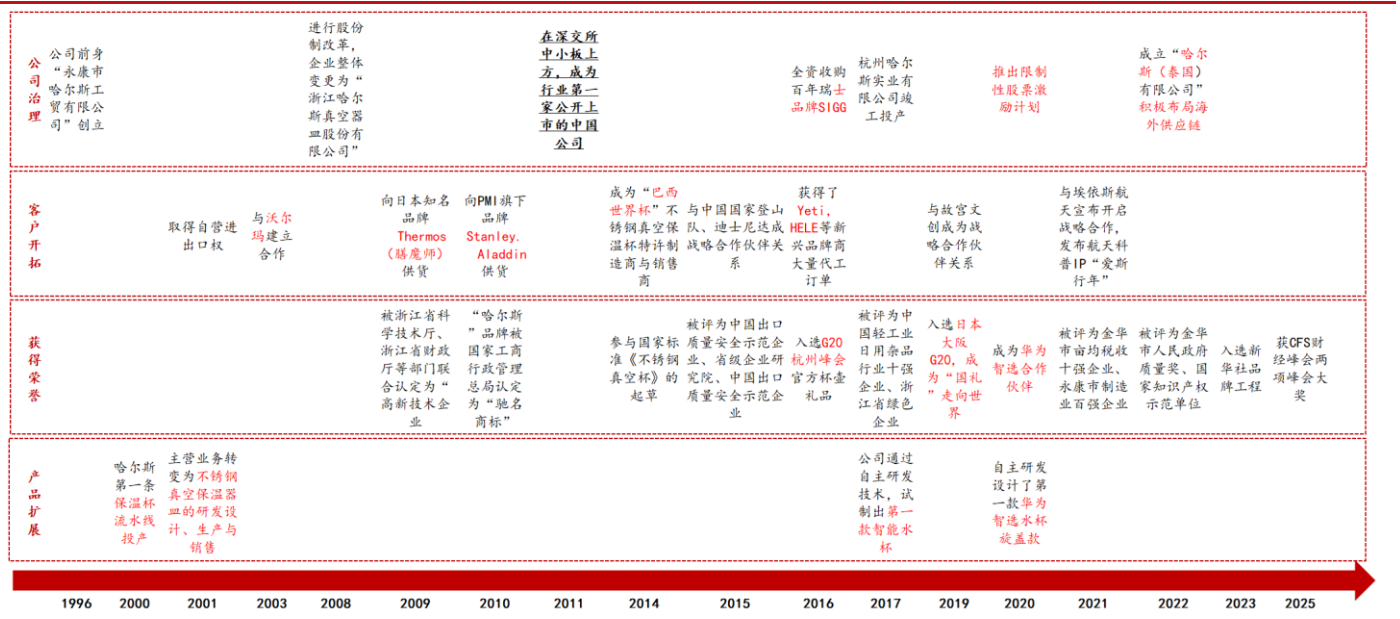 公
司
治
理
公司前身
“永康市
哈尔斯工
贸有限公
司”创立
进行股份
制改革，
企业整体
变更为“
浙江哈尔
斯真空器
皿股份有
限公司”
在深交所
中小板上
方，成为
行业第一
家公开上
市的中国
公司
全资收购
百年瑞士
品牌SIGG
杭州哈尔
斯实业有
限公司竣
工投产
推出限制
性股票激
励计划
成立“哈尔
斯（泰国）
有限公司”
积极布局海
外供应链
客
户
开
拓
取得自营进
出口权
与沃尔
玛建立
合作
向日本知名
品牌
Thermos
（膳魔师）
供货
向PMI旗下
品牌
Stanley.
Aladdin
供货
成为“巴西
世界杯”不
锈钢真空保
温杯特许制
造商与销售
商
与中国国家登山
队、迪士尼达成
战略合作伙伴关
系
获得了
Yeti,
HELE等新
兴品牌商
大量代工
订单
与故宫文
创成为战
略合作伙
伴关系
与埃依斯航
天宣布开启
战略合作，
发布航天科
普IP“爱斯
行年”
获
得
荣
誉
被浙江省科
学技术厅、
浙江省财政
厅等部门联
合认定为“
高新技术企
业
“哈尔斯
”品牌被
国家工商
行政管理
总局认定
为“驰名
商标”
参与国家标
准《不锈钢
真空杯》的
起草
被评为中国出口
质量安全示范企
业、省级企业研
究院、中国出口
质量安全示范企
业
入选G20
杭州峰会
官方杯壶
礼品
被评为中
国轻工业
日用杂品
行业十强
企业、浙
江省绿色
企业
入选日本
大阪
G20，成
为“国礼
”走向世
界
成为华为
智选合作
伙伴
被评为金华
市亩均税收
十强企业、
永康市制造
业百强企业
被评为金华
市人民政府
质量奖、国
家知识产权
示范单位
入选新
华社品
牌工程
获CFS财
经峰会两
项峰会大
奖
产
品
扩
展
哈尔斯
第一条
保温杯
流水线
投产
主营业务转
变为不锈钢
真空保温器
皿的研发设
计、生产与
销售
公司通过
自主研发
技术，试
制出第一
款智能水
杯
自主研发
设计了第
一款华为
智选水杯
旋盖款
1996 2000 2001 2003 2008 2009 2010 2011 2014 2015 2016 2017 2019 2020 2021 2022 2023 2025